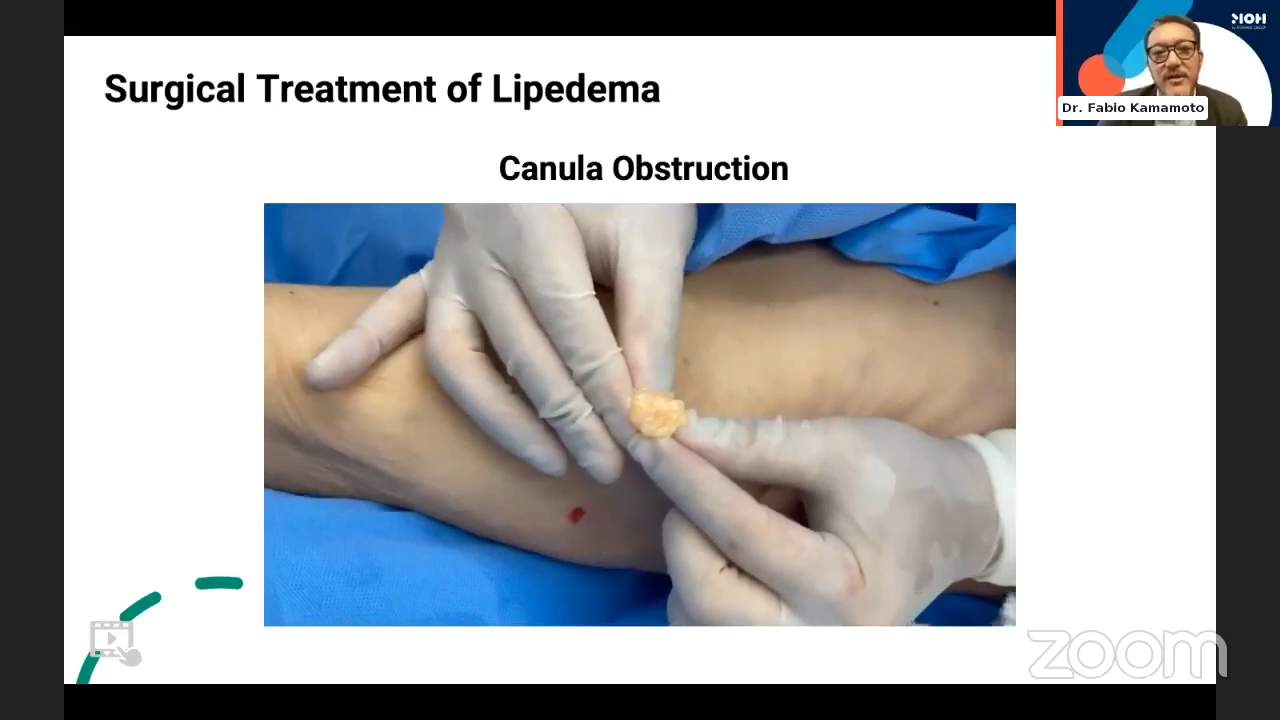 Surgical Treatment of Lipedema
Canula Obstruction
Dr. Fabio Kamamoto
zoom